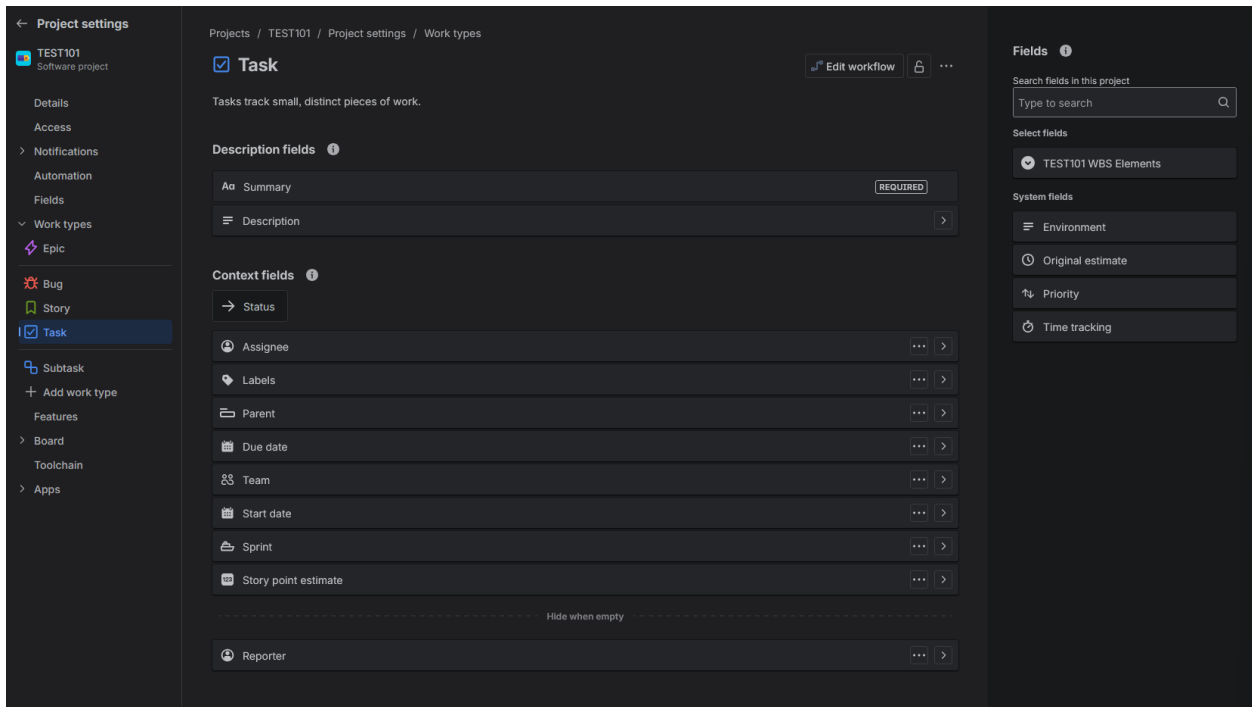 Project settings
TEST101
Software project
Details
Access
Notifications
Automation
Fields
Work types
Epic
Bug
Story
Task
Subtask
Add work type
Features
Board
Toolchain
Apps
Projects / TEST101 / Project settings / Work types
Task
Edit workflow
Tasks track small, distinct pieces of work.
Description fields
Aa Summary REQUIRED
Description
Context fields
Status
Assignee
Labels
Parent
Due date
Team
Start date
Sprint
123 Story point estimate
Hide when empty
Reporter
Fields
Search fields in this project
Type to search
Select fields
TEST101 WBS Elements
System fields
Environment
Original estimate
Priority
Time tracking